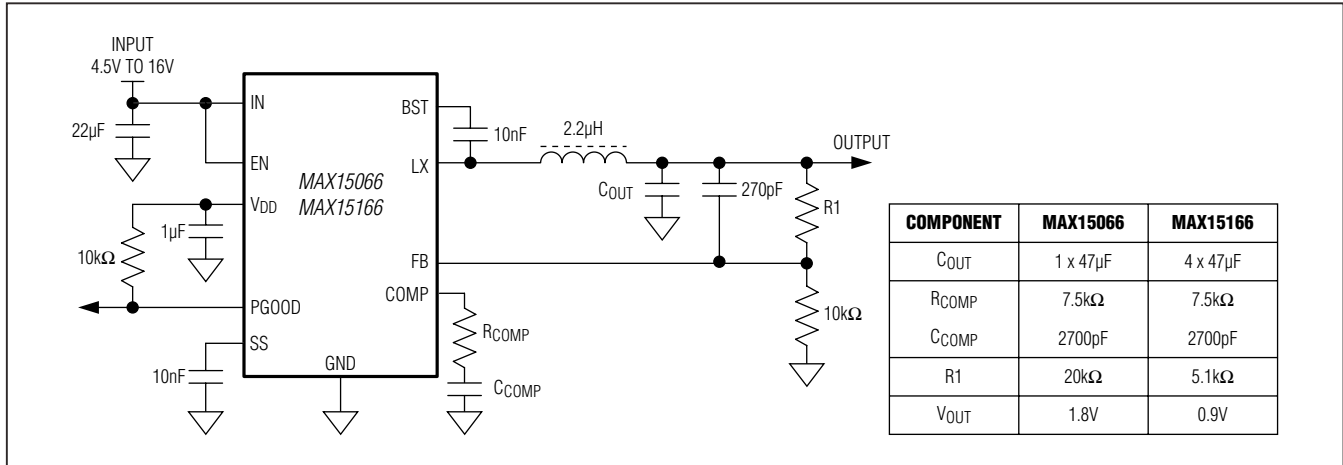 INPUT
4.5V TO 16V
22µF
IN
EN
VDD
1µF
10kΩ
PGOOD
SS
10nF
GND
MAX15066
MAX15166
BST
10nF
LX
2.2µH
OUTPUT
COUT
270pF
R1
FB
COMP
10kΩ
RCOMP
CCOMP
COMPONENT MAX15066 MAX15166
COUT 1 x 47µF 4 x 47µF
RCOMP 7.5kΩ 7.5kΩ
CCOMP 2700pF 2700pF
R1 20kΩ 5.1kΩ
VOUT 1.8V 0.9V